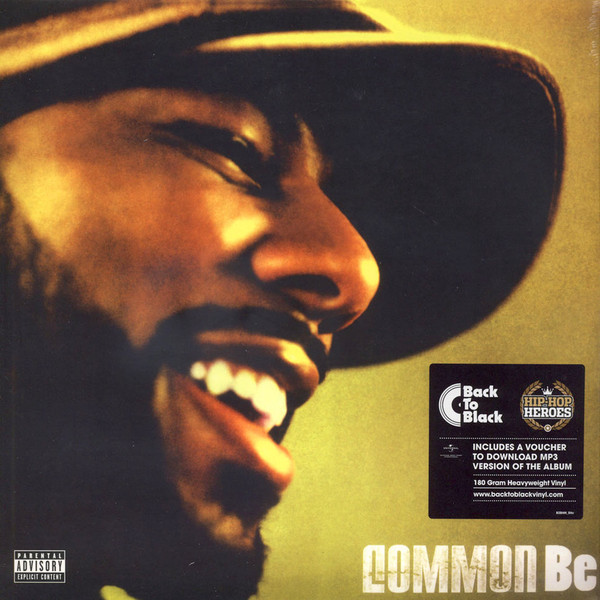 Back
To
Black
HIP·HOP
HEROES
INCLUDES A VOUCHER
TO DOWNLOAD MP3
VERSION OF THE ALBUM
180 Gram Heavyweight Vinyl
www.backtoblackvinyl.com
PARENTAL
ADVISORY
EXPLICIT CONTENT
COMMON Be